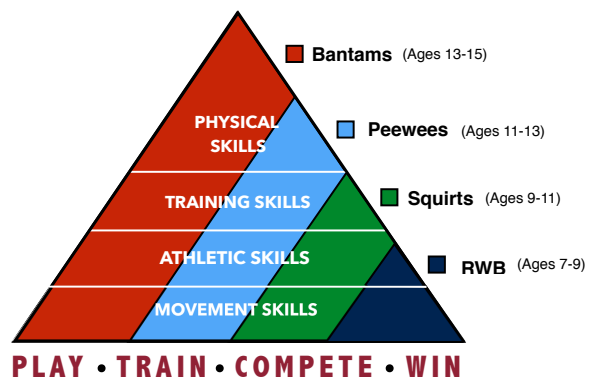 Bantams (Ages 13-15)
PHYSICAL
SKILLS
Peewees (Ages 11-13)
TRAINING SKILLS
Squirts (Ages 9-11)
ATHLETIC SKILLS
RWB (Ages 7-9)
MOVEMENT SKILLS
PLAY • TRAIN • COMPETE • WIN